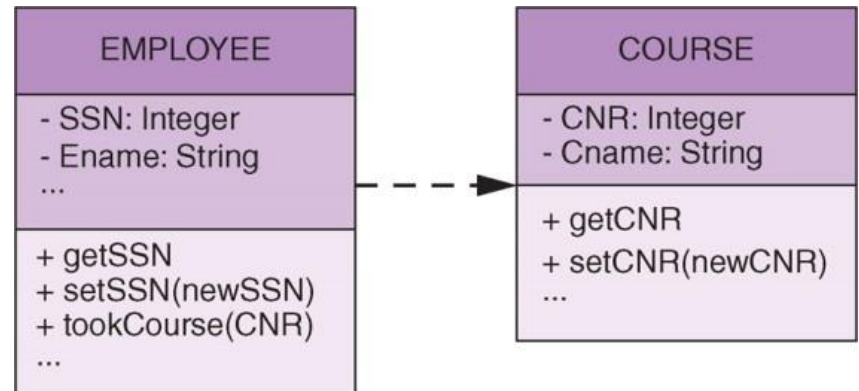 EMPLOYEE
- SSN: Integer
- Ename: String
...
+ getSSN
+ setSSN(newSSN)
+ tookCourse(CNR)
...
COURSE
- CNR: Integer
- Cname: String
+ getCNR
+ setCNR(newCNR)
...